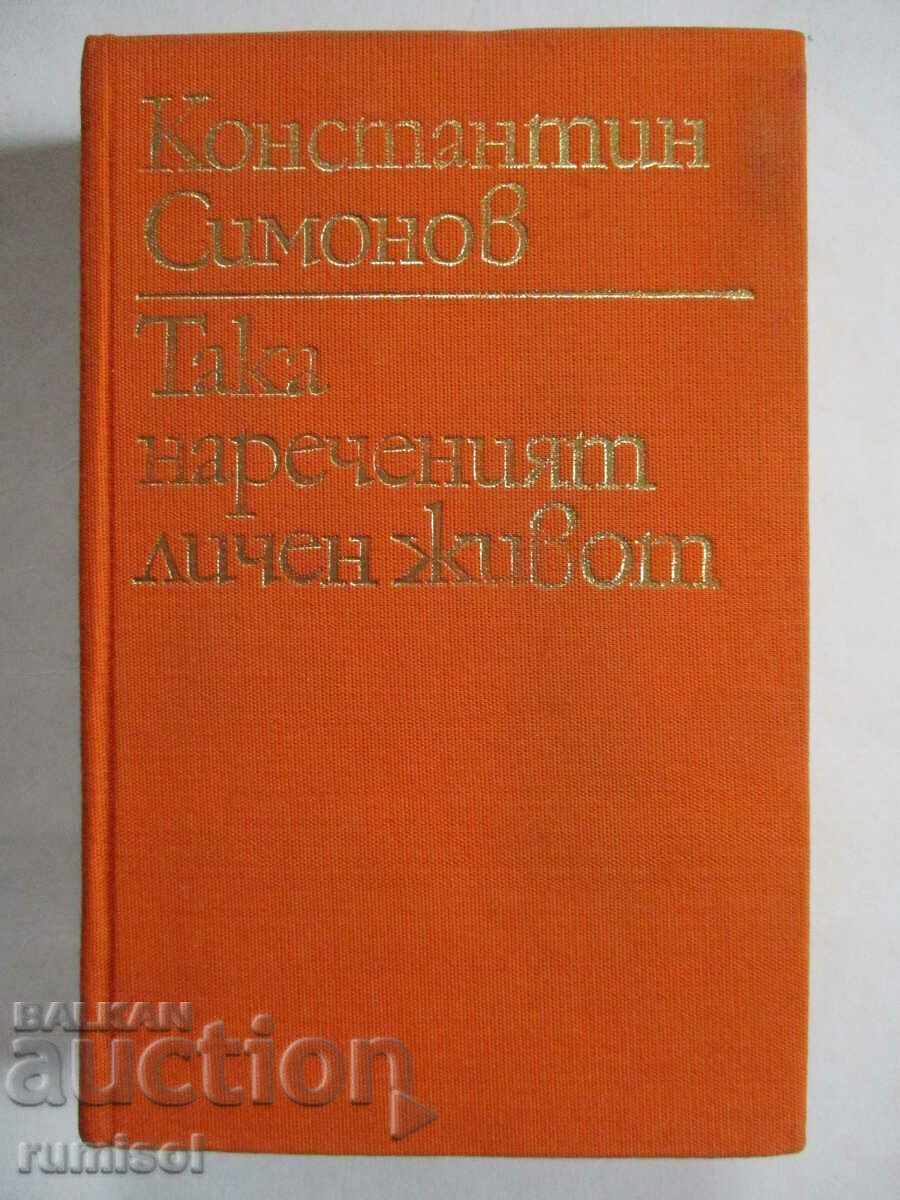 Константин
Симонов
Така
нареченият
личен живот
BALKAN
auction
rumisol